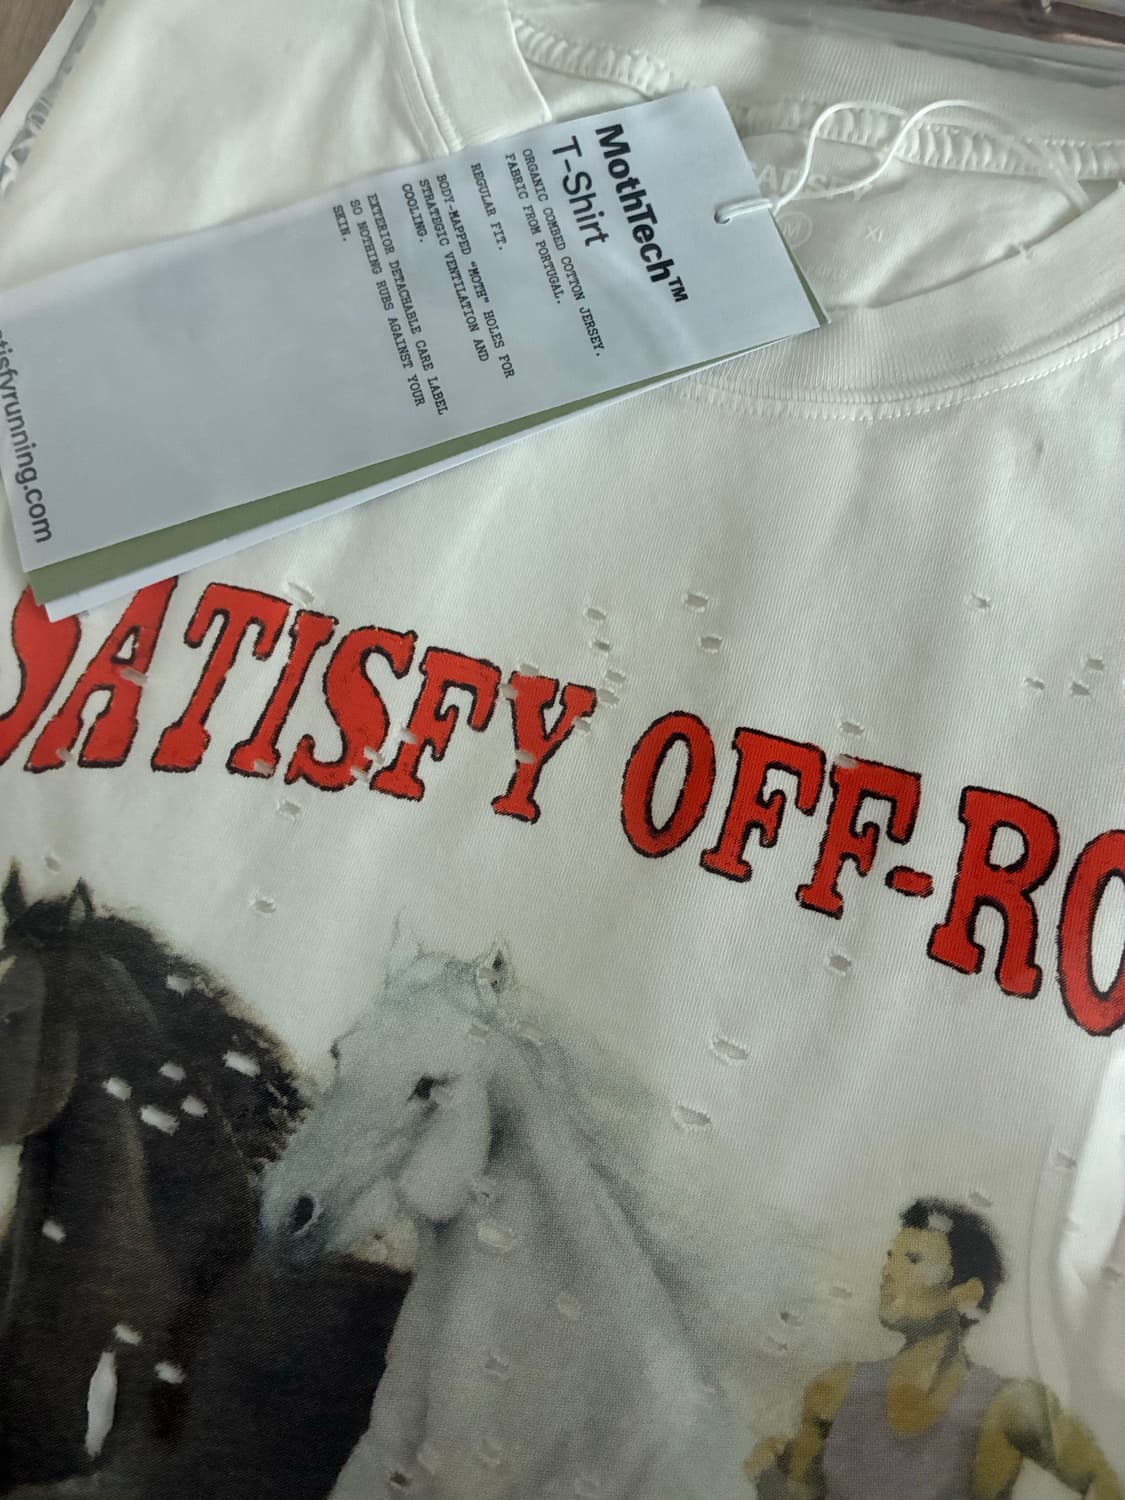 MothTech™
T-Shirt
ORGANIC COMBED COTTON JERSEY.
FABRIC FROM PORTUGAL.
REGULAR FIT.
BODY-MAPPED “MOTH” HOLES FOR
STRATEGIC VENTILATION AND
COOLING.
EXTERIOR DETACHABLE CARE LABEL
SO NOTHING RUBS AGAINST YOUR
SKIN.
tisfyrunning.com
SATISFY OFF-RO